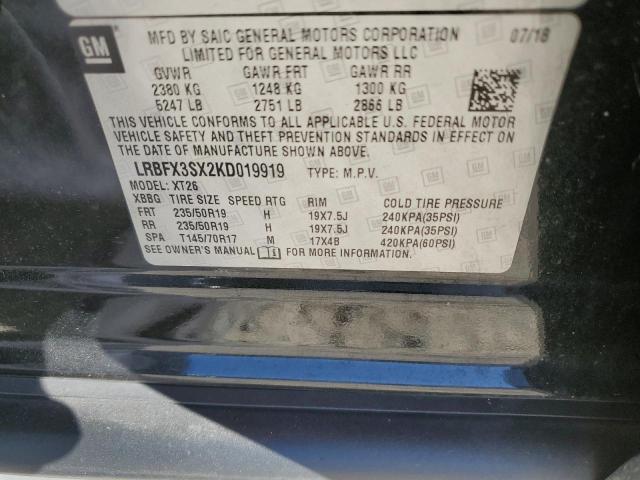 GM
MFD BY SAIC GENERAL MOTORS CORPORATION 07/18
LIMITED FOR GENERAL MOTORS LLC
GVWR GAWR FRT GAWR RR
2380 KG 1248 KG 1300 KG
5247 LB 2751 LB 2866 LB
THIS VEHICLE CONFORMS TO ALL APPLICABLE U.S. FEDERAL MOTOR
VEHICLE SAFETY AND THEFT PREVENTION STANDARDS IN EFFECT ON
THE DATE OF MANUFACTURE SHOWN ABOVE.
LRBFX3SX2KD019919 TYPE: M.P.V.
MODEL: XT26
XBBG TIRE SIZE SPEED RTG RIM COLD TIRE PRESSURE
FRT 235/50R19 H 19X7.5J 240KPA(35PSI)
RR 235/50R19 H 19X7.5J 240KPA(35PSI)
SPA T145/70R17 M 17X4B 420KPA(60PSI)
SEE OWNER'S MANUAL FOR MORE INFORMATION.